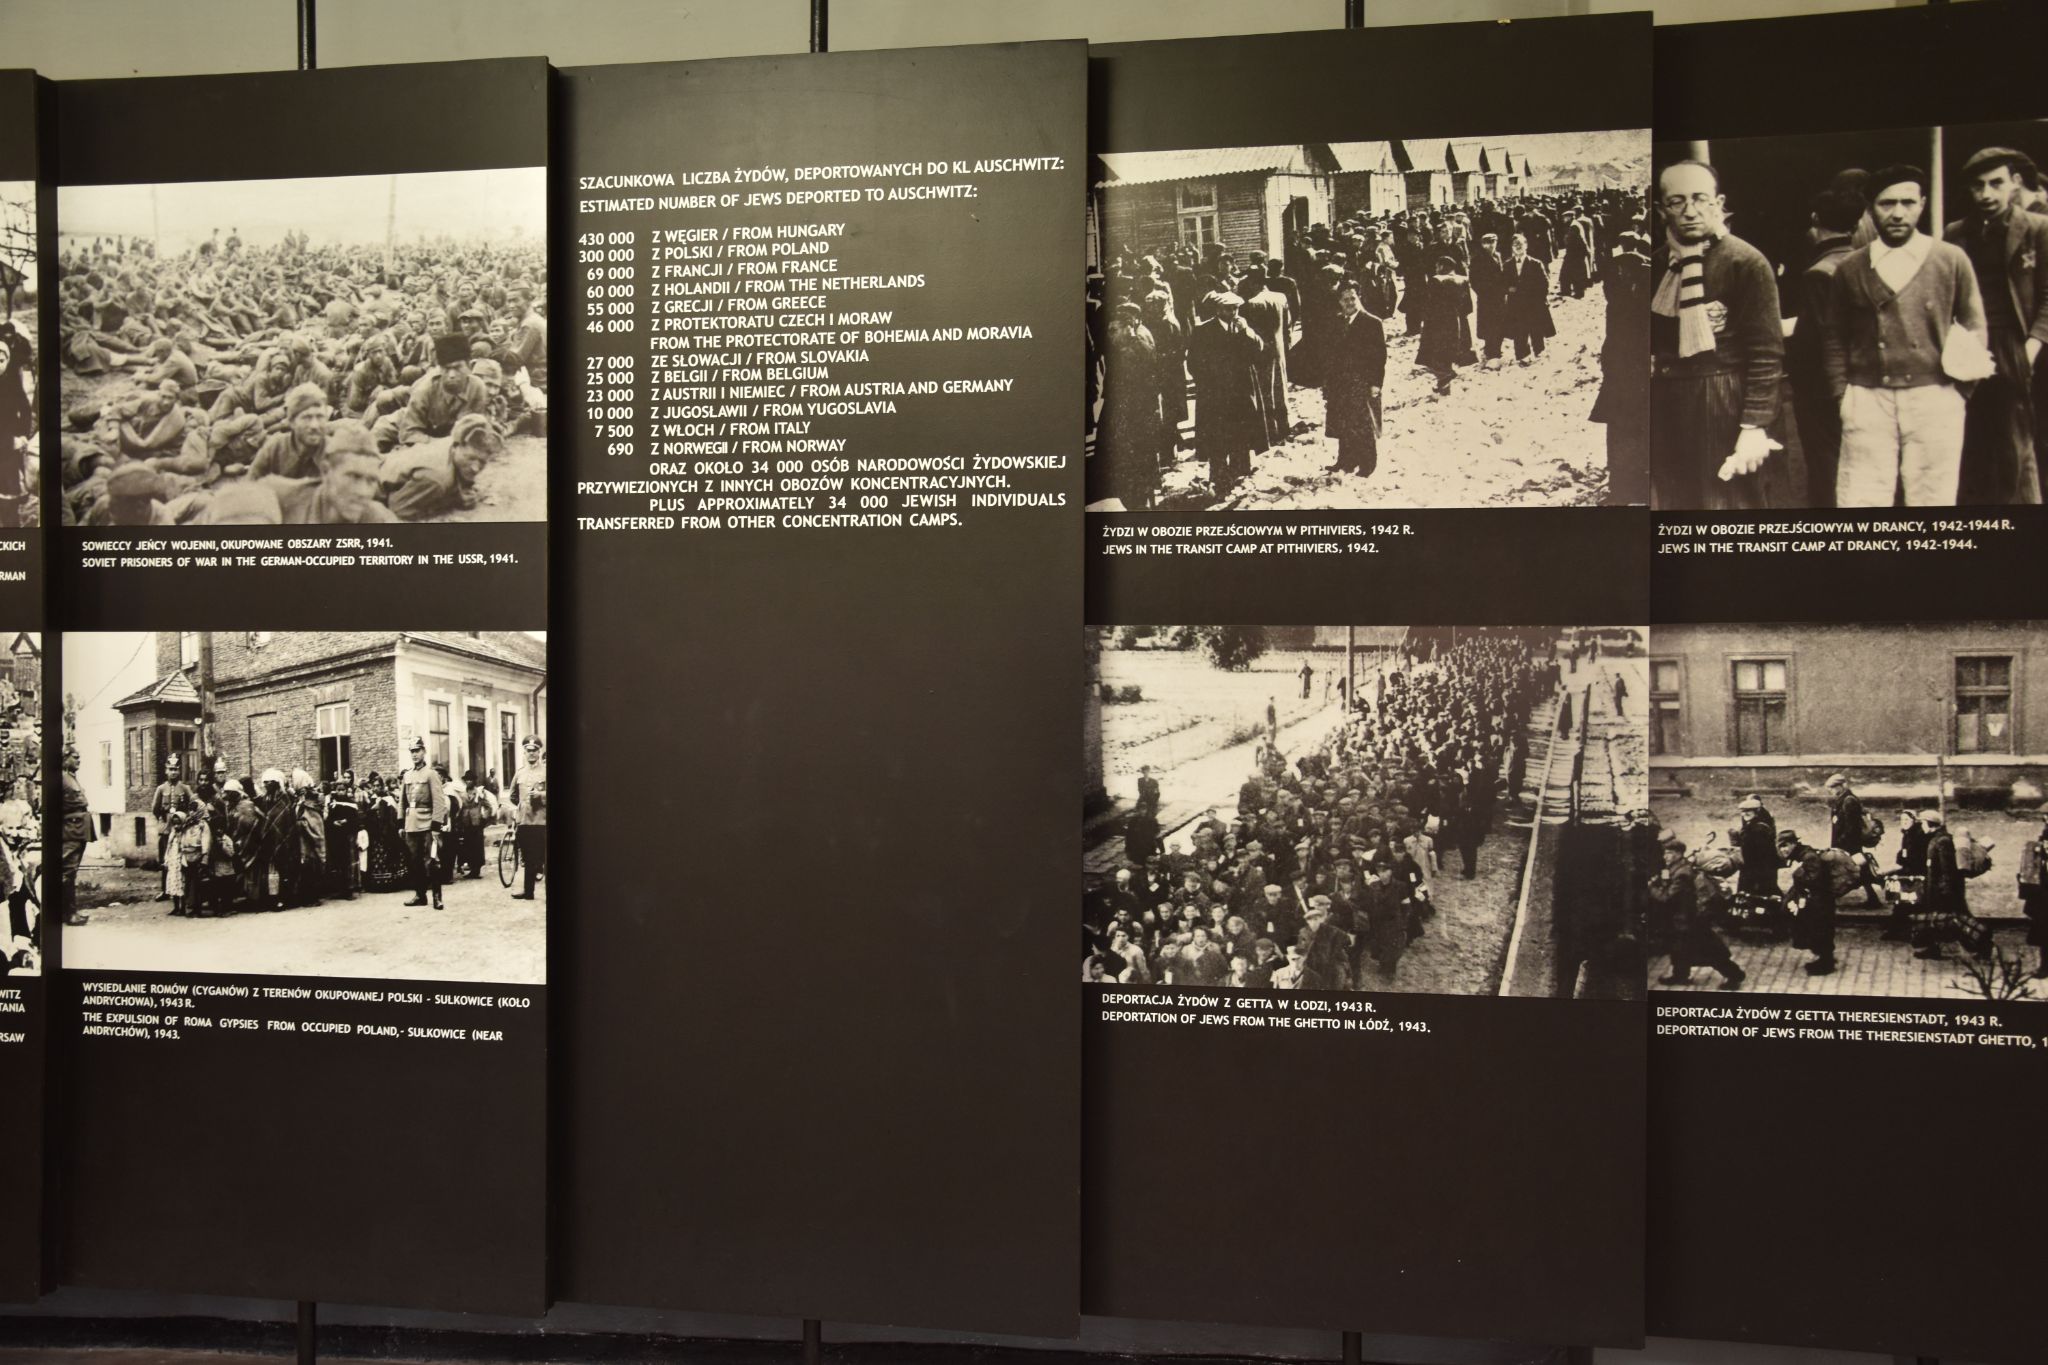 CKICH
RMAN
WITZ
TANIA
RSAW
SOWIECCY JEŃCY WOJENNI, OKUPOWANE OBSZARY ZSRR, 1941.
SOVIET PRISONERS OF WAR IN THE GERMAN-OCCUPIED TERRITORY IN THE USSR, 1941.
WYSIEDLANIE ROMÓW (CYGANÓW) Z TERENÓW OKUPOWANEJ POLSKI - SUŁKOWICE (KOŁO
ANDRYCHOWA), 1943 R.
THE EXPULSION OF ROMA GYPSIES FROM OCCUPIED POLAND,- SUŁKOWICE (NEAR
ANDRYCHÓW), 1943.
SZACUNKOWA LICZBA ŻYDÓW, DEPORTOWANYCH DO KL AUSCHWITZ:
ESTIMATED NUMBER OF JEWS DEPORTED TO AUSCHWITZ:
430 000 Z WĘGIER / FROM HUNGARY
300 000 Z POLSKI / FROM POLAND
69 000 Z FRANCJI / FROM FRANCE
60 000 Z HOLANDII / FROM THE NETHERLANDS
55 000 Z GRECJI / FROM GREECE
46 000 Z PROTEKTORATU CZECH I MORAW
FROM THE PROTECTORATE OF BOHEMIA AND MORAVIA
27 000 ZE SŁOWACJI / FROM SLOVAKIA
25 000 Z BELGII / FROM BELGIUM
23 000 Z AUSTRII I NIEMIEC / FROM AUSTRIA AND GERMANY
10 000 Z JUGOSŁAWII / FROM YUGOSLAVIA
7 500 Z WŁOCH / FROM ITALY
690 Z NORWEGII / FROM NORWAY
ORAZ OKOŁO 34 000 OSÓB NARODOWOŚCI ŻYDOWSKIEJ
PRZYWIEZIONYCH Z INNYCH OBOZÓW KONCENTRACYJNYCH.
PLUS APPROXIMATELY 34 000 JEWISH INDIVIDUALS
TRANSFERRED FROM OTHER CONCENTRATION CAMPS.
ŻYDZI W OBOZIE PRZEJŚCIOWYM W PITHIVIERS, 1942 R.
JEWS IN THE TRANSIT CAMP AT PITHIVIERS, 1942.
DEPORTACJA ŻYDÓW Z GETTA W ŁODZI, 1943 R.
DEPORTATION OF JEWS FROM THE GHETTO IN ŁÓDŹ, 1943.
ŻYDZI W OBOZIE PRZEJŚCIOWYM W DRANCY, 1942-1944 R.
JEWS IN THE TRANSIT CAMP AT DRANCY, 1942-1944.
DEPORTACJA ŻYDÓW Z GETTA THERESIENSTADT, 1943 R.
DEPORTATION OF JEWS FROM THE THERESIENSTADT GHETTO, 1